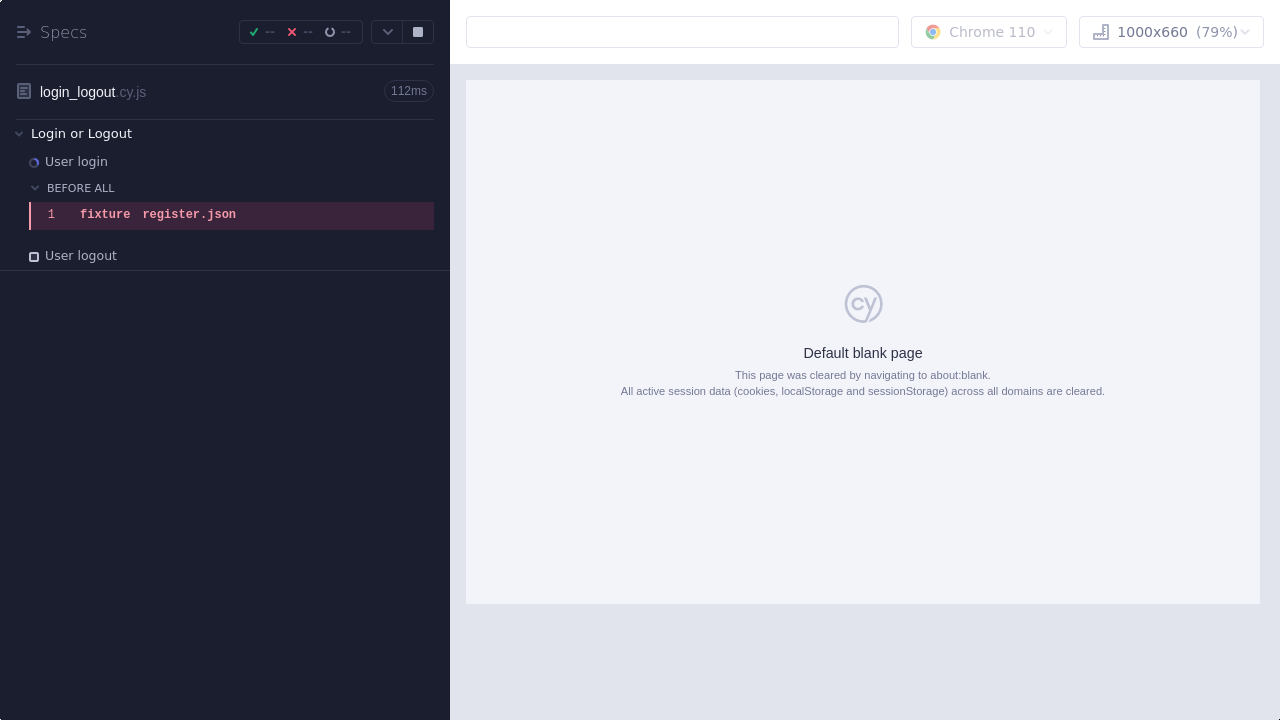 Specs -- -- --
login_logout.cy.js 112ms
Login or Logout
User login
BEFORE ALL
1 fixture register.json
User logout
Chrome 110 1000x660 (79%)
cy
Default blank page
This page was cleared by navigating to about:blank.
All active session data (cookies, localStorage and sessionStorage) across all domains are cleared.